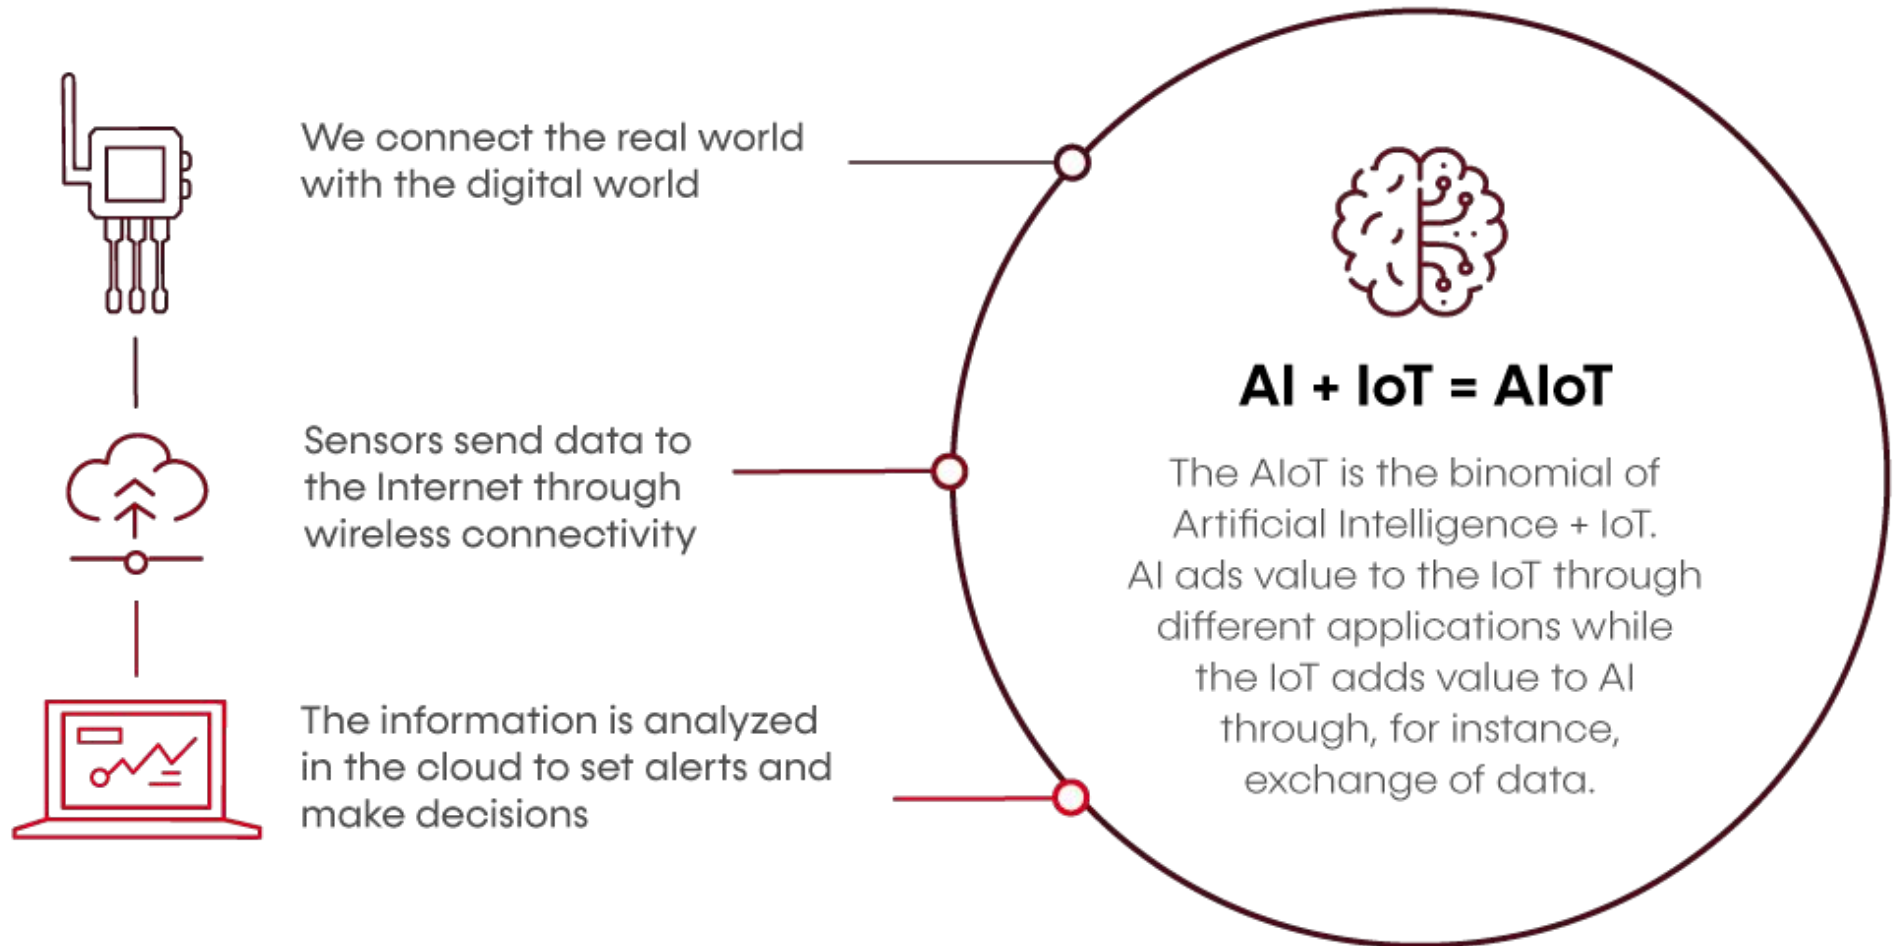 We connect the real world
with the digital world
Sensors send data to
the Internet through
wireless connectivity
The information is analyzed
in the cloud to set alerts and
make decisions
AI + IoT = AIoT
The AIoT is the binomial of
Artificial Intelligence + IoT.
AI ads value to the IoT through
different applications while
the IoT adds value to AI
through, for instance,
exchange of data.